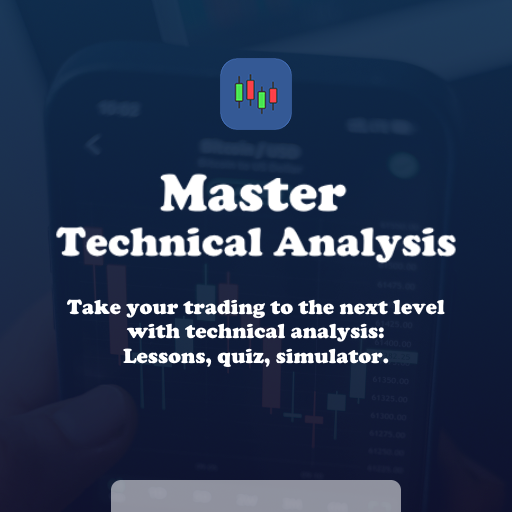 Master
Technical Analysis
Take your trading to the next level
with technical analysis:
Lessons, quiz, simulator.